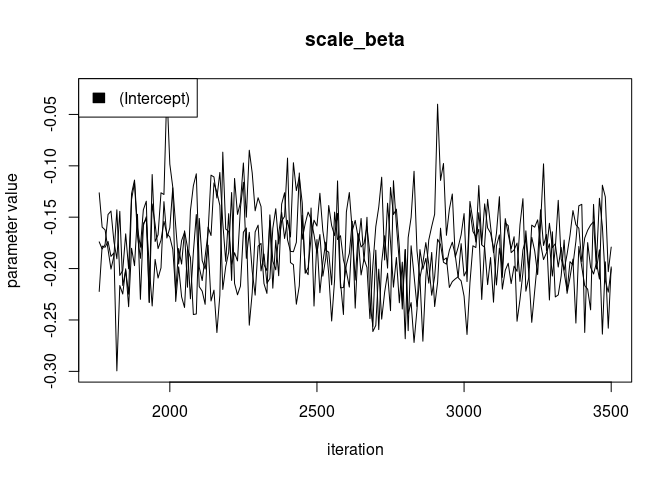 scale_beta
(Intercept)
-0.05
-0.10
-0.15
-0.20
-0.25
-0.30
parameter value
2000 2500 3000 3500
iteration